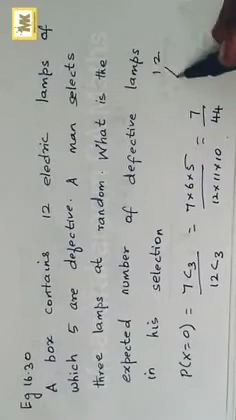 MK
Eg 16.30
A box contains 12 electric lamps of
which 5 are defective. A man selects
three lamps at random. What is the
expected number of defective lamps
in his selection
12
P(x=0) = 7C3 / 12C3 = 7×6×5 / 12×11×10 = 7/44